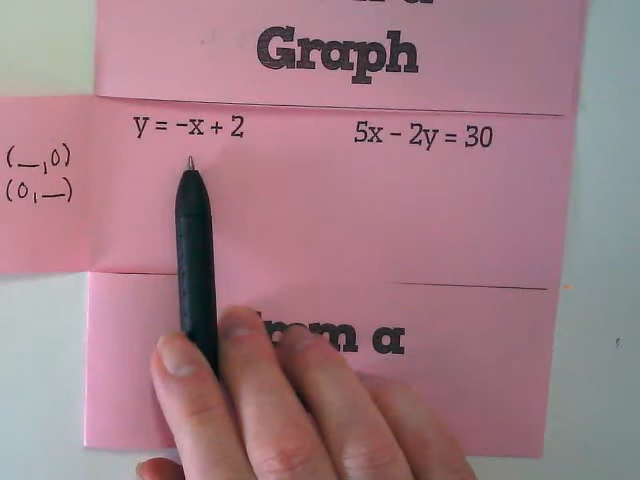 Graph
y = -x + 2
5x - 2y = 30
(_,0)
(0,_)
a